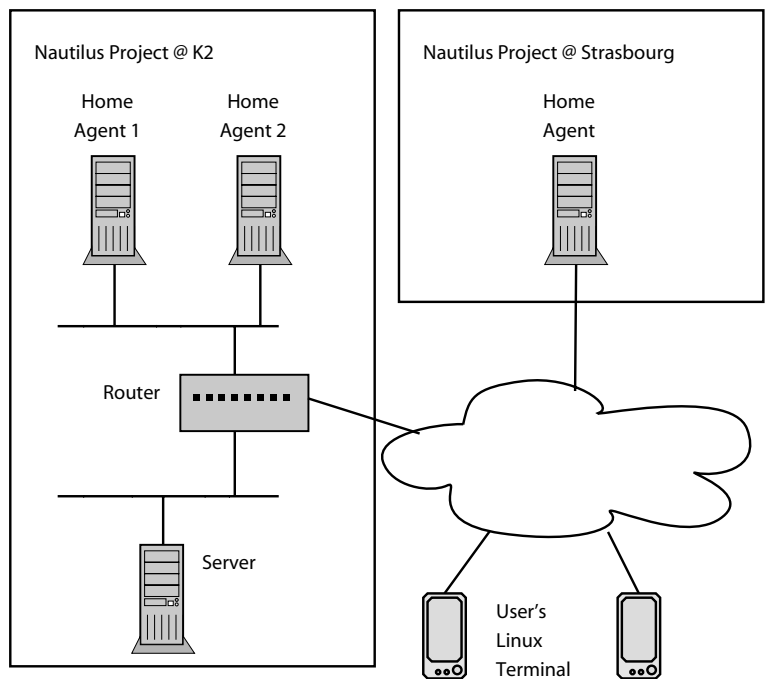 Nautilus Project @ K2
Home
Agent 1
Home
Agent 2
Router
Server
Nautilus Project @ Strasbourg
Home
Agent
User's
Linux
Terminal